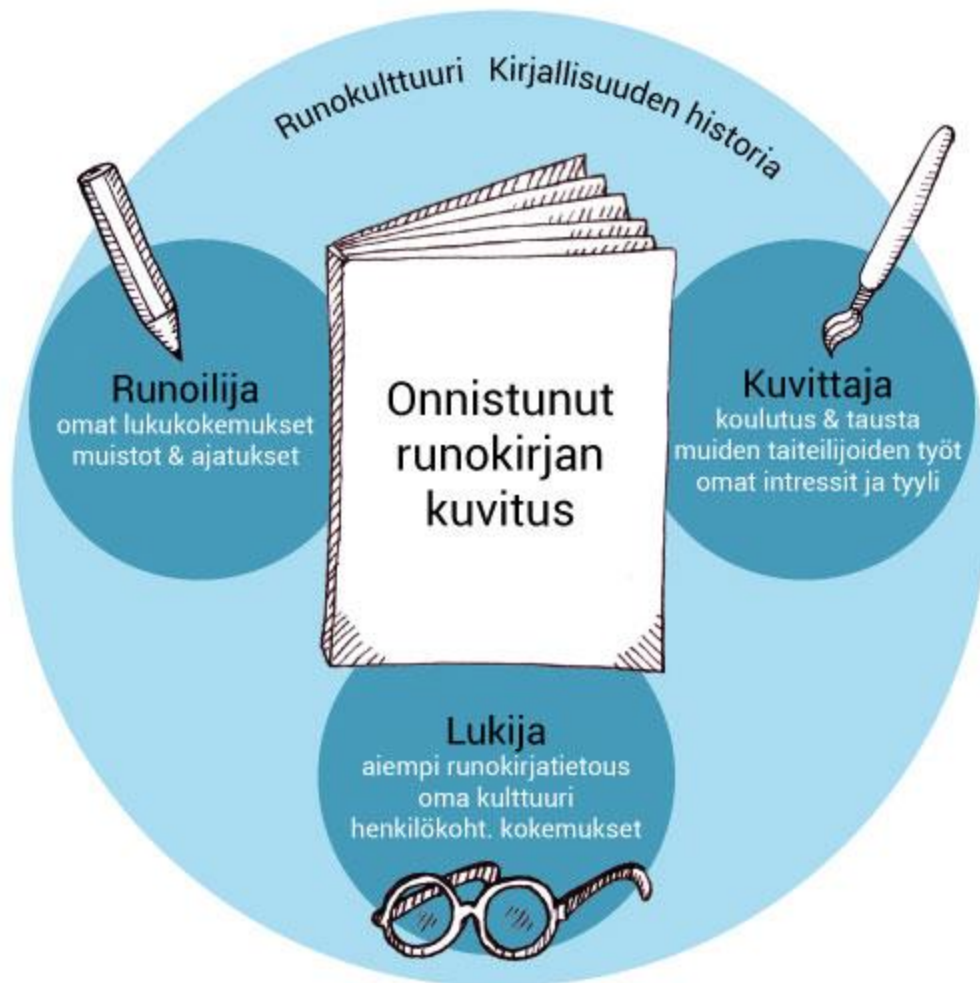 Runokulttuuri Kirjallisuuden historia
Runoilija
omat lukukokemukset
muistot & ajatukset
Onnistunut
runokirjan
kuvitus
Kuvittaja
koulutus & tausta
muiden taiteilijoiden työt
omat intressit ja tyyli
Lukija
aiempi runokirjatietous
oma kulttuuri
henkilökoht. kokemukset